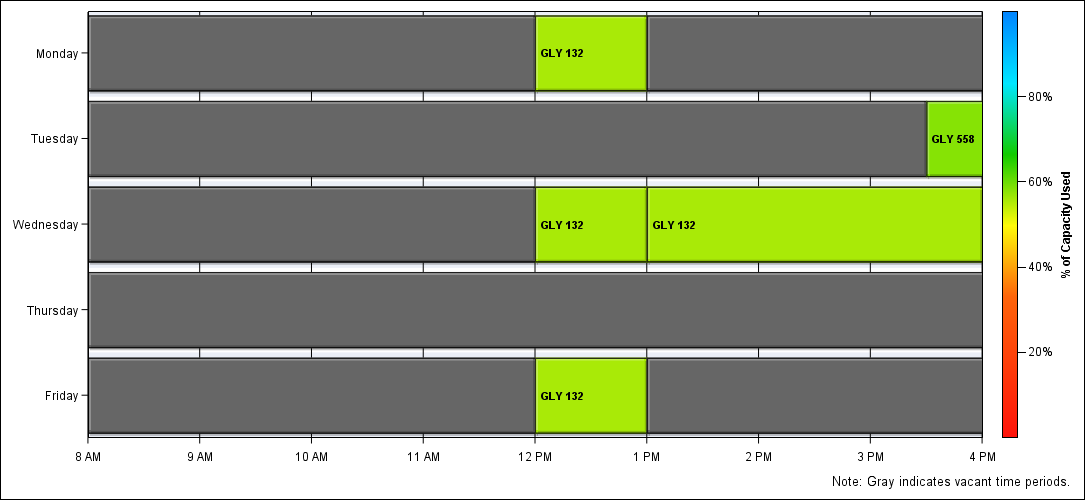 Monday
GLY 132
Tuesday
GLY 558
Wednesday
GLY 132
GLY 132
Thursday
Friday
GLY 132
8 AM 9 AM 10 AM 11 AM 12 PM 1 PM 2 PM 3 PM 4 PM
80%
60%
40%
20%
% of Capacity Used
Note: Gray indicates vacant time periods.